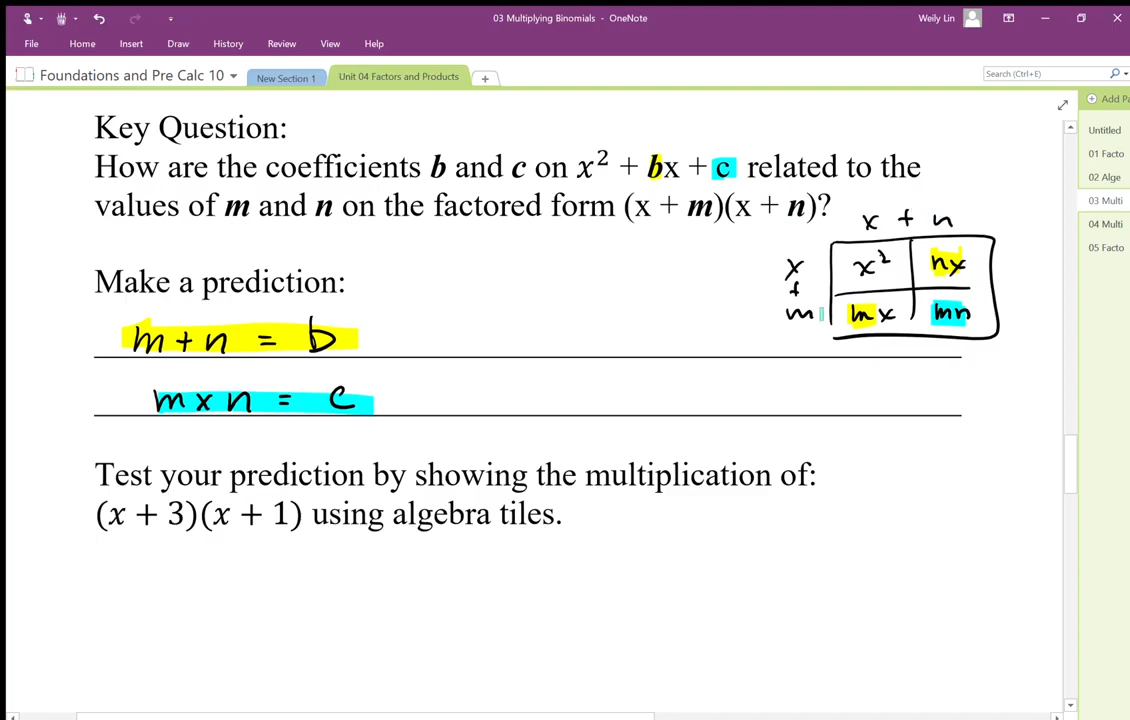 03 Multiplying Binomials - OneNote
Weily Lin
File Home Insert Draw History Review View Help
Foundations and Pre Calc 10
New Section 1
Unit 04 Factors and Products
+
Search (Ctrl+E)
Add Pa
Untitled
01 Facto
02 Alge
03 Multi
04 Multi
05 Facto
Key Question:
How are the coefficients b and c on x² + bx + c related to the
values of m and n on the factored form (x + m)(x + n)?
x + n
x x² nx
+
m mx mn
Make a prediction:
m + n = b
m x n = c
Test your prediction by showing the multiplication of:
(x + 3)(x + 1) using algebra tiles.